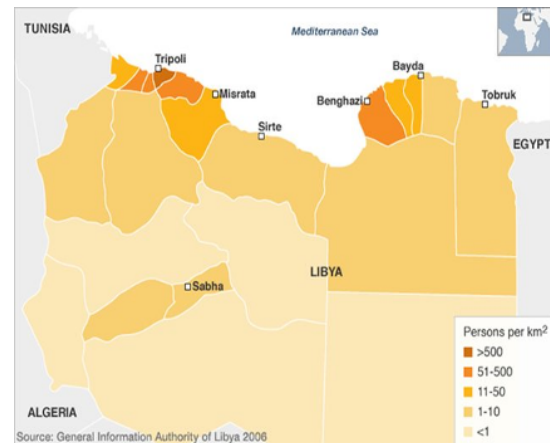 TUNISIA
Mediterranean Sea
Tripoli
Bayda
Misrata
Benghazi
Tobruk
Sirte
EGYPT
LIBYA
Sabha
Persons per km²
>500
51-500
11-50
1-10
<1
ALGERIA
Source: General Information Authority of Libya 2006